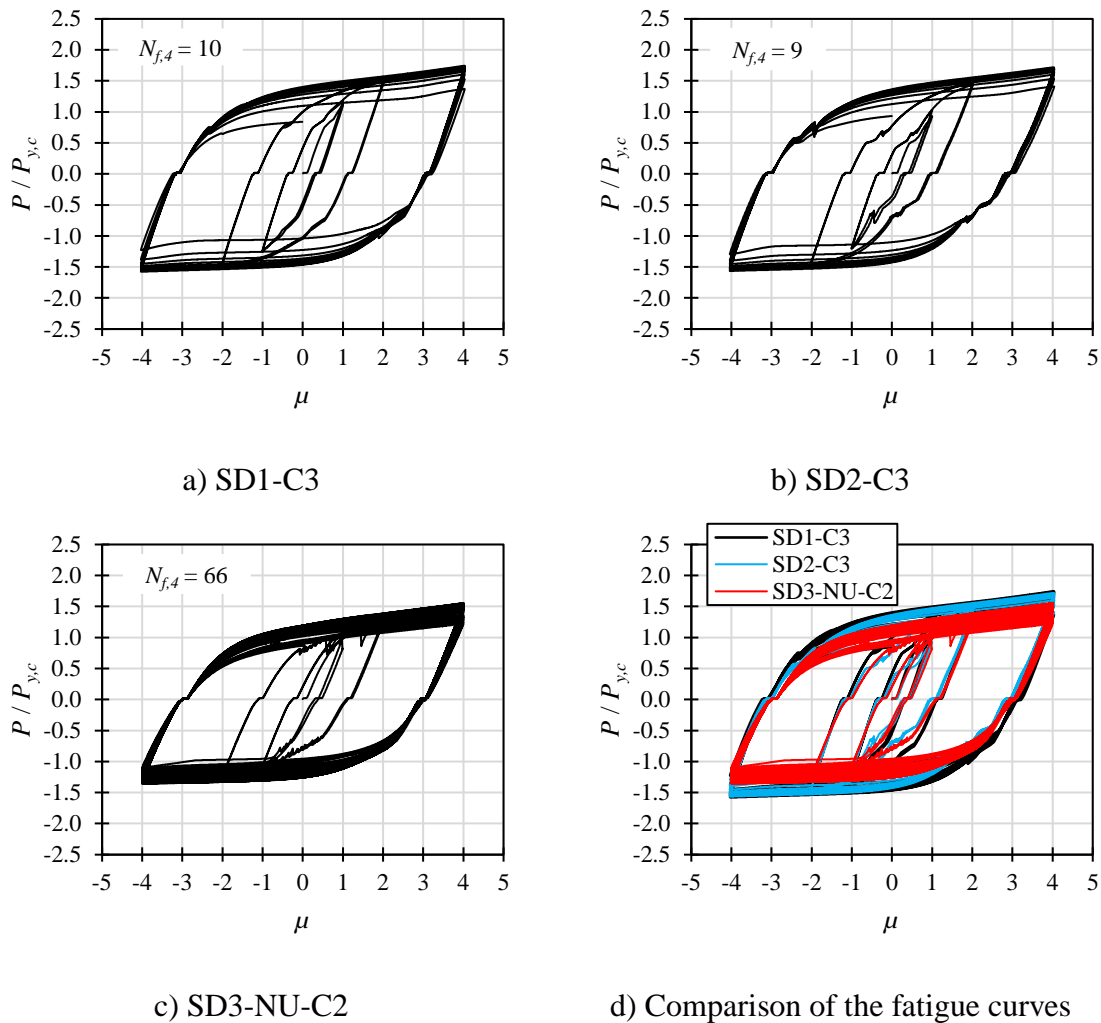 2.5
2.0
1.5
1.0
0.5
0.0
-0.5
-1.0
-1.5
-2.0
-2.5
P / Py,c
Nf,4 = 10
-5 -4 -3 -2 -1 0 1 2 3 4 5
μ
a) SD1-C3
2.5
2.0
1.5
1.0
0.5
0.0
-0.5
-1.0
-1.5
-2.0
-2.5
P / Py,c
Nf,4 = 9
-5 -4 -3 -2 -1 0 1 2 3 4 5
μ
b) SD2-C3
2.5
2.0
1.5
1.0
0.5
0.0
-0.5
-1.0
-1.5
-2.0
-2.5
P / Py,c
Nf,4 = 66
-5 -4 -3 -2 -1 0 1 2 3 4 5
μ
c) SD3-NU-C2
SD1-C3
SD2-C3
SD3-NU-C2
2.5
2.0
1.5
1.0
0.5
0.0
-0.5
-1.0
-1.5
-2.0
-2.5
P / Py,c
-5 -4 -3 -2 -1 0 1 2 3 4 5
μ
d) Comparison of the fatigue curves